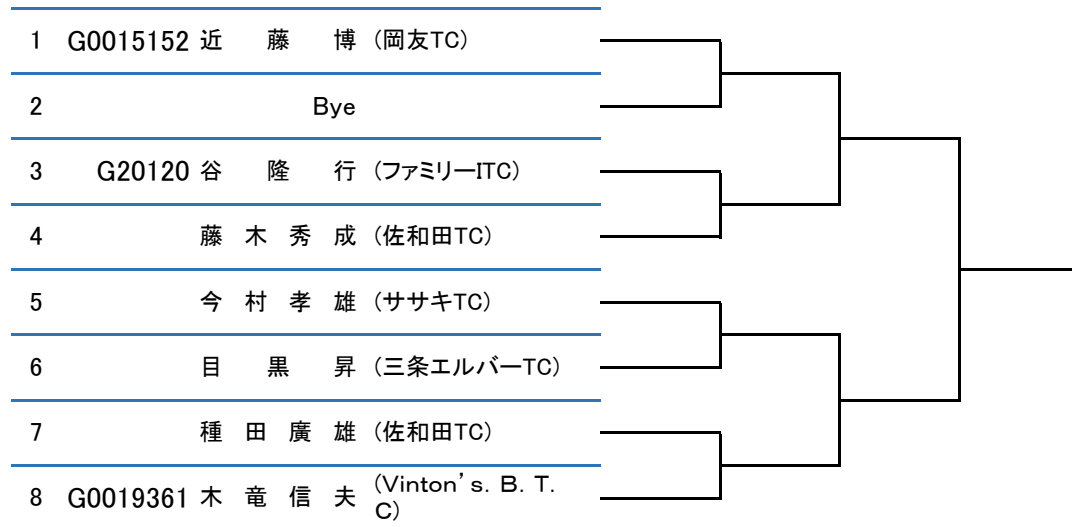 1 G0015152 近 藤 博 (岡友TC)
2 Bye
3 G20120 谷 隆 行 (ファミリーITC)
4 藤 木 秀 成 (佐和田TC)
5 今 村 孝 雄 (ササキTC)
6 目 黒 昇 (三条エルバーTC)
7 種 田 廣 雄 (佐和田TC)
8 G0019361 木 竜 信 夫 (Vinton's. B. T.
C)